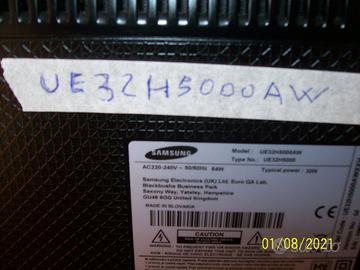 UE32H5000AW
SAMSUNG
Model : UE32H5000AW
Type No.: UE32H5000
AC220-240V~ 50/60Hz 64W
Typical power : 32W
Samsung Electronics (UK) Ltd, Euro QA Lab.
Blackbushe Business Park
Saxony Way, Yateley, Hampshire
GU46 6GG United Kingdom
MADE IN SLOVAKIA
01/08/2021